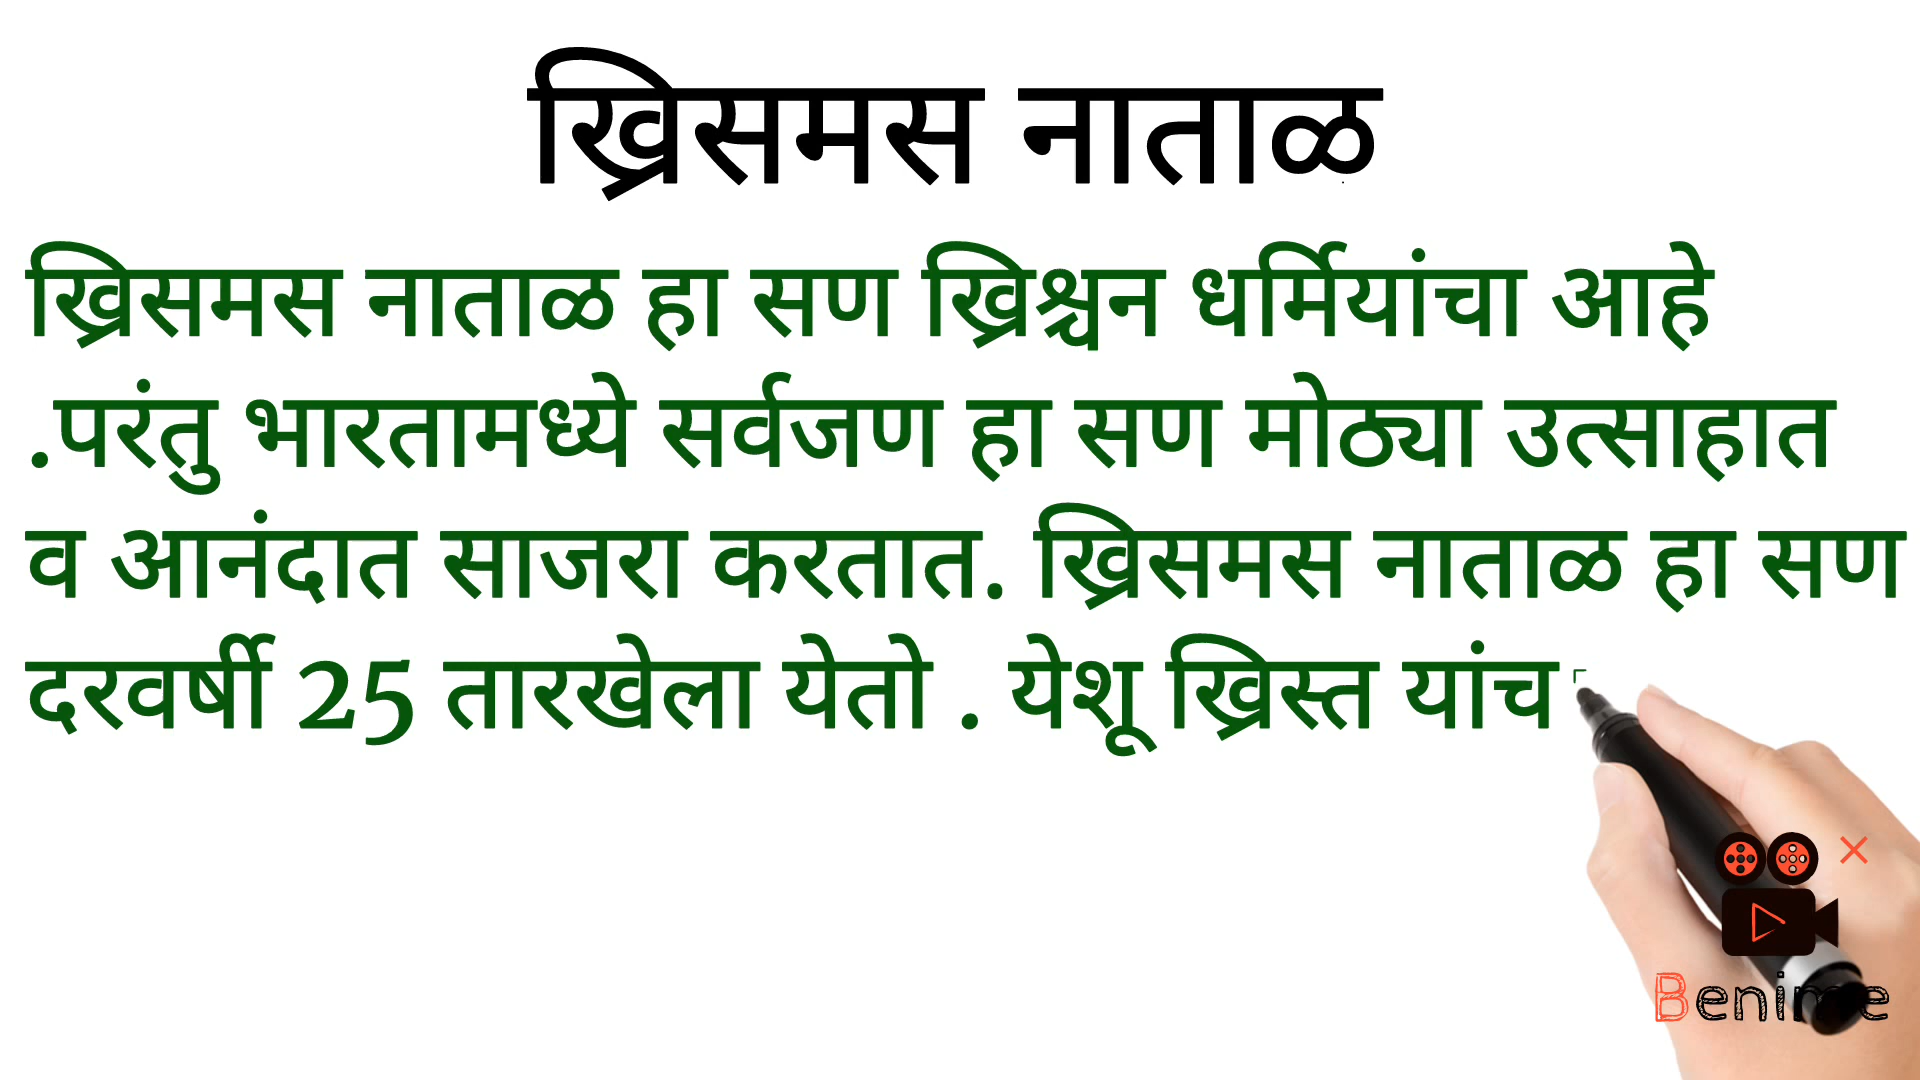 ख्रिसमस नाताळ
ख्रिसमस नाताळ हा सण ख्रिश्चन धर्मियांचा आहे
.परंतु भारतामध्ये सर्वजण हा सण मोठ्या उत्साहात
व आनंदात साजरा करतात. ख्रिसमस नाताळ हा सण
दरवर्षी 25 तारखेला येतो . येशू ख्रिस्त यांच
Benime